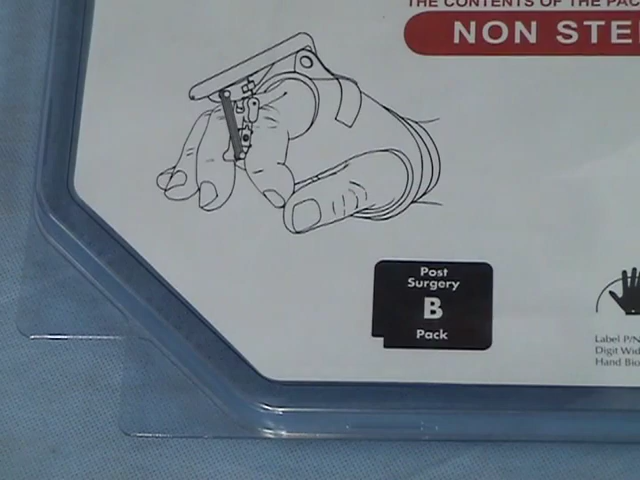 THE CONTENTS OF THE PAC
NON STE
Post
Surgery
B
Pack
Label P/N
Digit Wid
Hand Bio